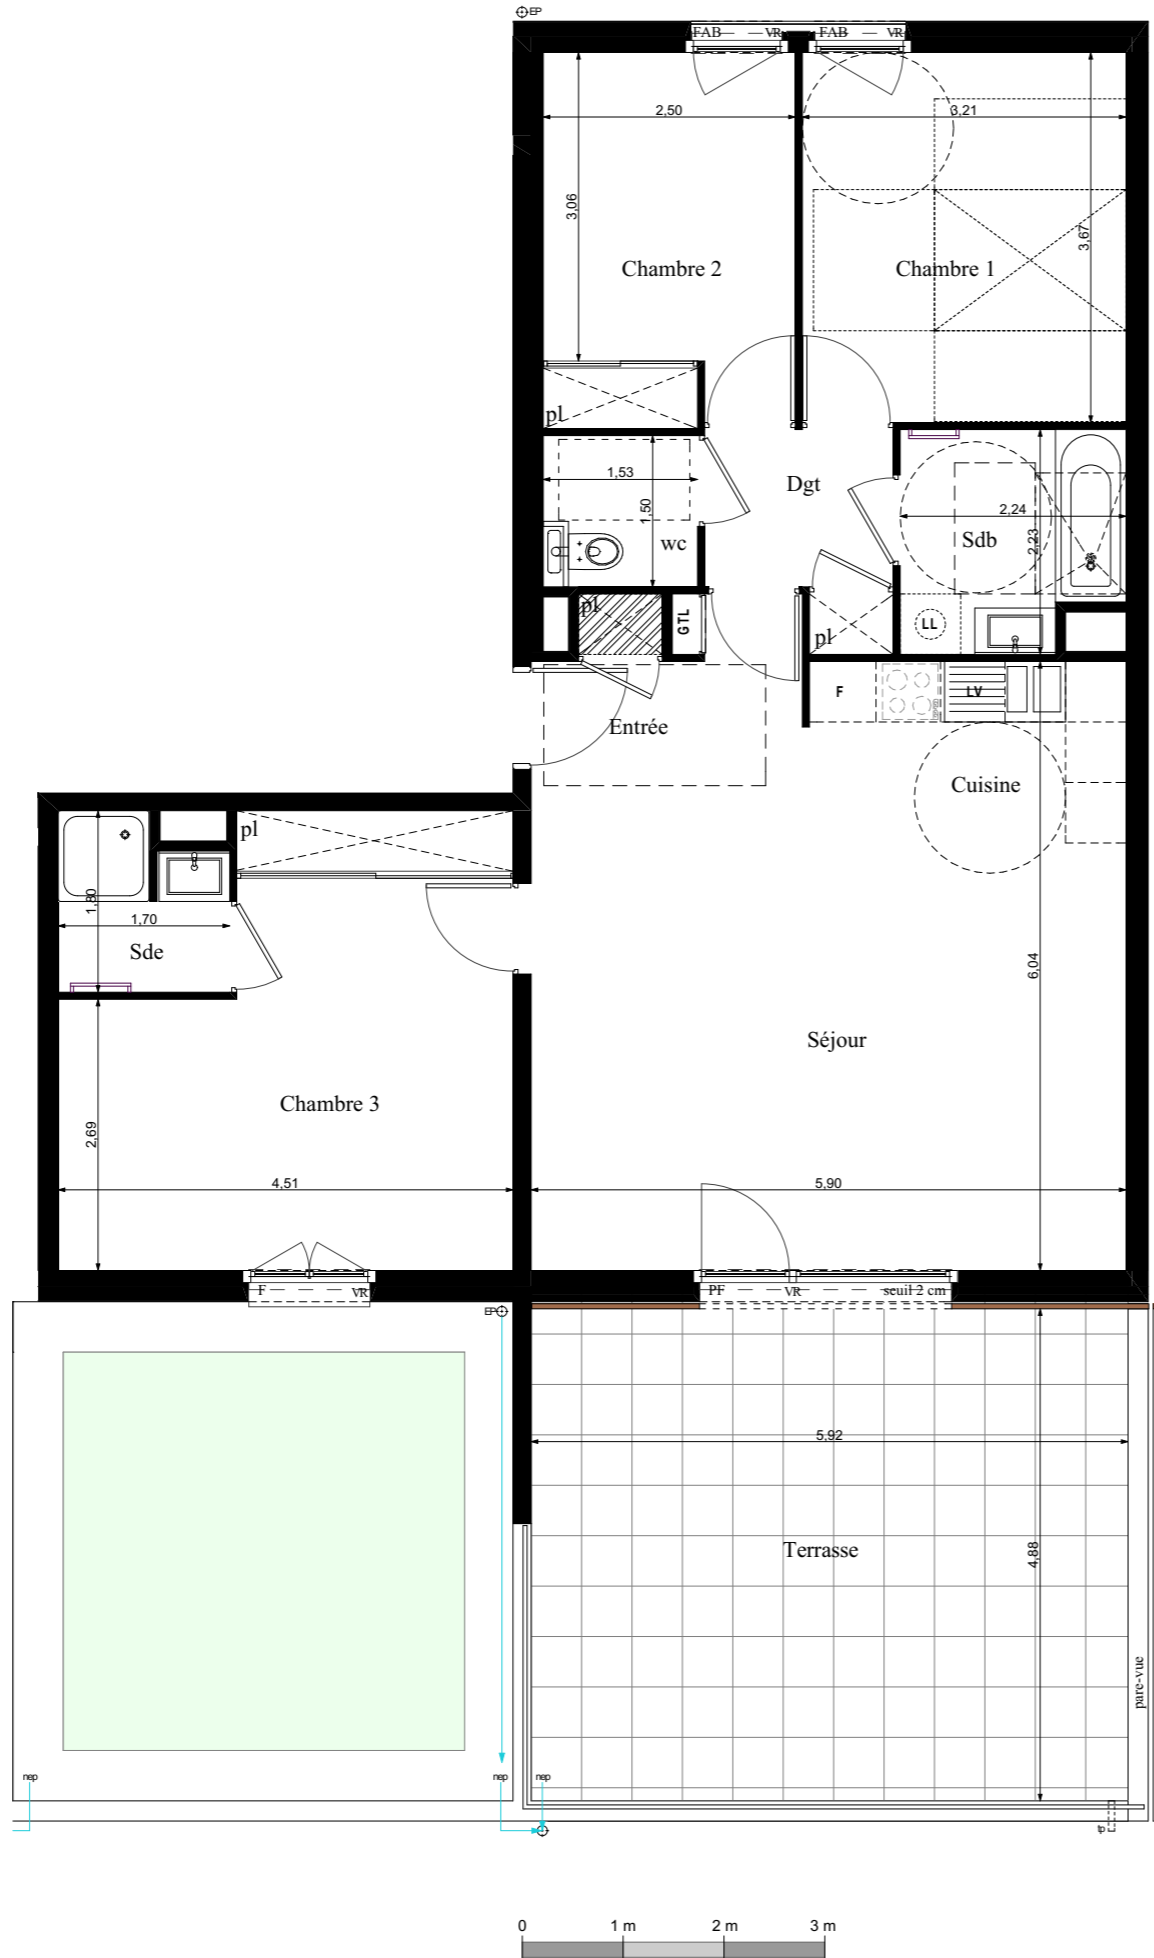 EP
FAB VR FAB VR
2,50 3,21
3,06
3,67
Chambre 2 Chambre 1
pl
1,53
1,50
Dgt
2,24
2,23
wc
Sdb
pl
GTL
LL
pl
F LV
Entrée
Cuisine
pl
1,80
1,70
Sde
6,04
Séjour
Chambre 3
2,69
4,51 5,90
F VR PF VR seuil 2 cm
EP
5,92
Terrasse
4,88
pare-vue
nep nep nep
tp
0 1 m 2 m 3 m